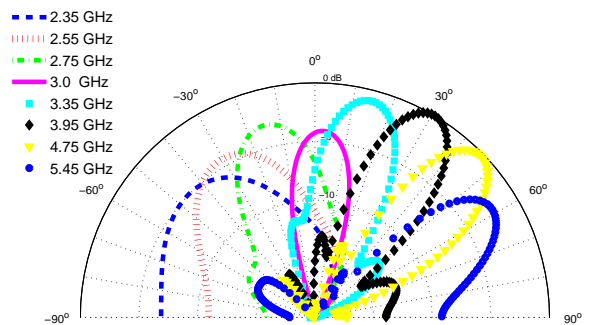 2.35 GHz
2.55 GHz
2.75 GHz
3.0 GHz
3.35 GHz
3.95 GHz
4.75 GHz
5.45 GHz
0°
0 dB
−30°
30°
−60°
60°
−10
−90°
90°